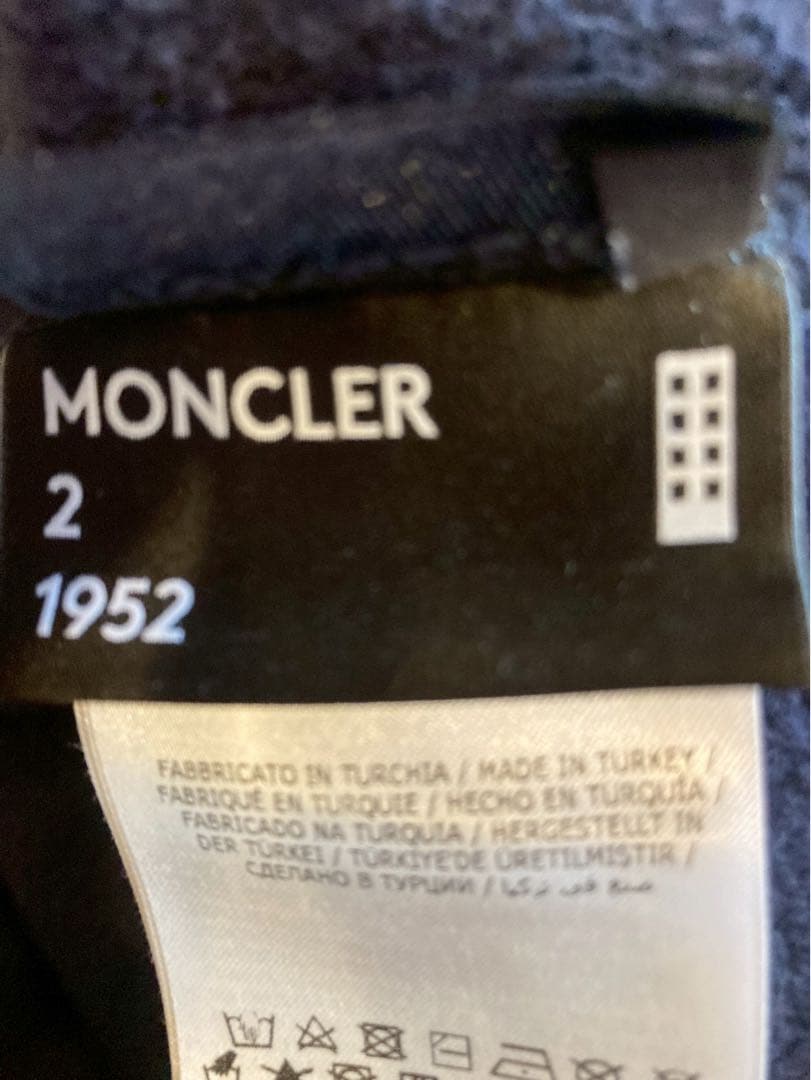 MONCLER
2
1952
FABBRICATO IN TURCHIA / MADE IN TURKEY /
FABRIQUÉ EN TURQUIE / HECHO EN TURQUÍA /
FABRICADO NA TURQUIA / HERGESTELLT IN
DER TÜRKEI / TÜRKIYE'DE ÜRETILMISTIR /
СДЕЛАНО В ТУРЦИИ / صنع في تركيا